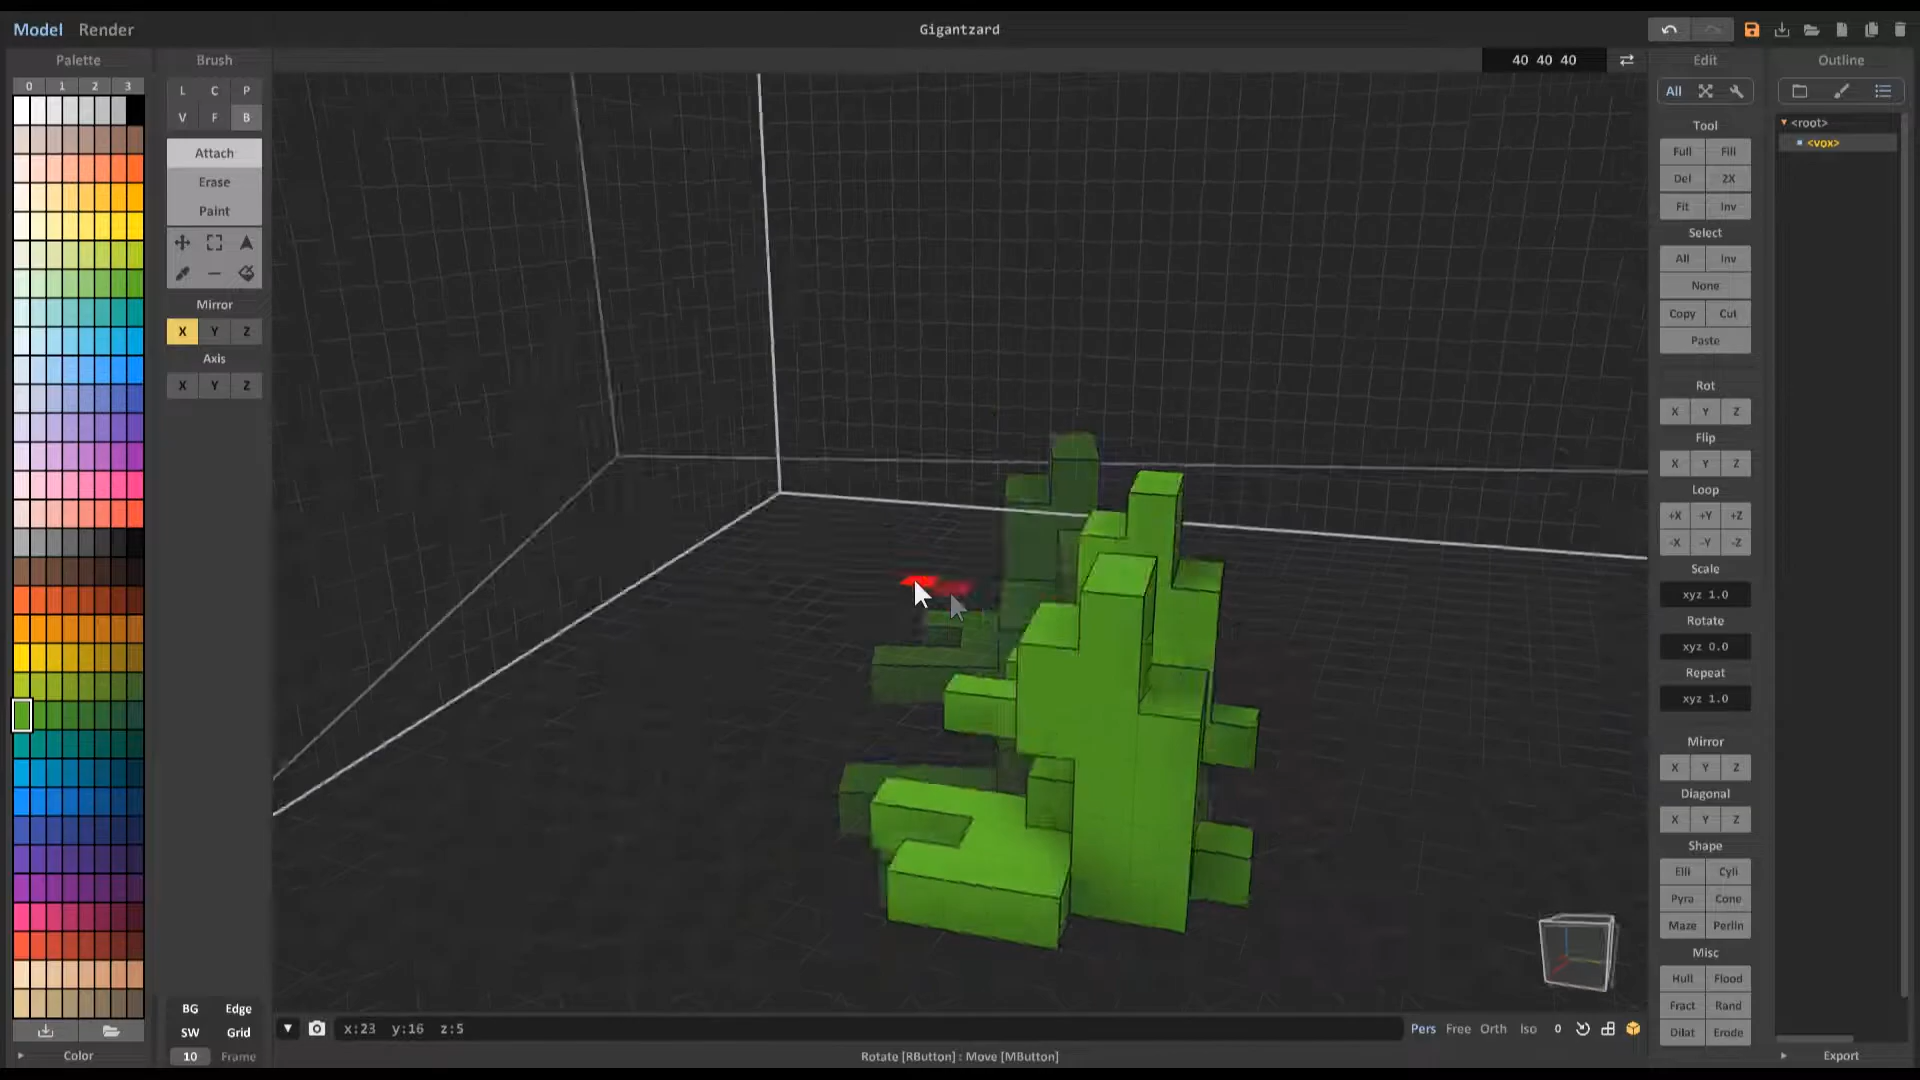 Model Render
Gigantzard
Palette
0 1 2 3
Color
Brush
L C P
V F B
Attach
Erase
Paint
Mirror
X Y Z
Axis
X Y Z
BG Edge
SW Grid
10 Frame
40 40 40
x:23 y:16 z:5
Pers Free Orth Iso 0
Rotate [RButton] : Move [MButton]
Edit
All
Tool
Full Fill
Del 2X
Fit Inv
Select
All Inv
None
Copy Cut
Paste
Rot
X Y Z
Flip
X Y Z
Loop
+X +Y +Z
-X -Y -Z
Scale
xyz 1.0
Rotate
xyz 0.0
Repeat
xyz 1.0
Mirror
X Y Z
Diagonal
X Y Z
Shape
Elli Cyli
Pyra Cone
Maze Perlin
Misc
Hull Flood
Fract Rand
Dilat Erode
Outline
<root>
<vox>
Export